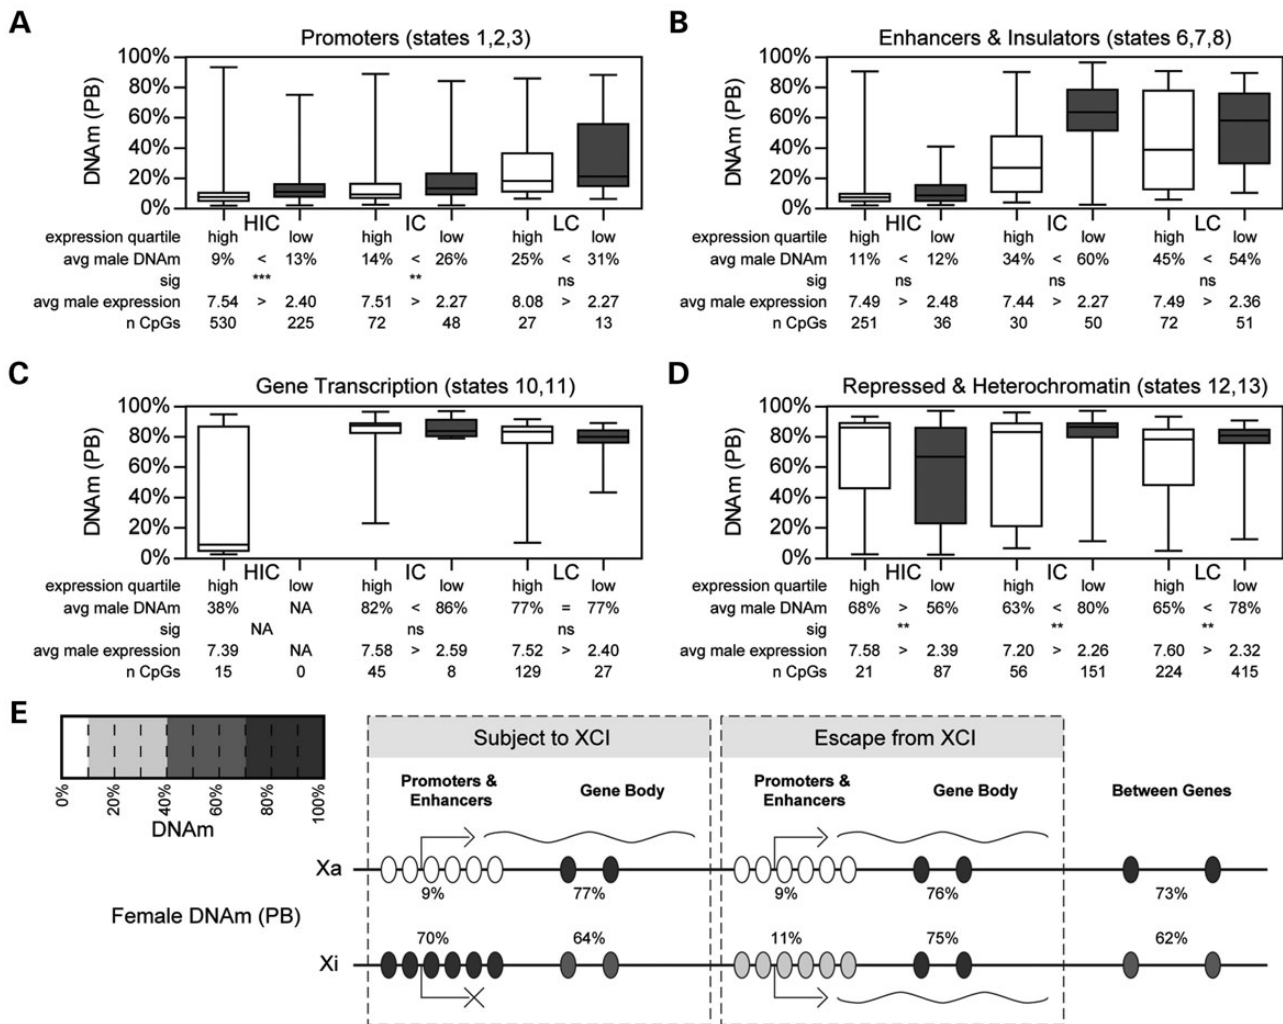 A
Promoters (states 1,2,3)
DNAm (PB)
100%
80%
60%
40%
20%
0%
HIC IC LC
expression quartile high low high low high low
avg male DNAm 9% < 13% 14% < 26% 25% < 31%
sig *** ** ns
avg male expression 7.54 > 2.40 7.51 > 2.27 8.08 > 2.27
n CpGs 530 225 72 48 27 13
B
Enhancers & Insulators (states 6,7,8)
DNAm (PB)
100%
80%
60%
40%
20%
0%
HIC IC LC
expression quartile high low high low high low
avg male DNAm 11% < 12% 34% < 60% 45% < 54%
sig ns ns ns
avg male expression 7.49 > 2.48 7.44 > 2.27 7.49 > 2.36
n CpGs 251 36 30 50 72 51
C
Gene Transcription (states 10,11)
DNAm (PB)
100%
80%
60%
40%
20%
0%
HIC IC LC
expression quartile high low high low high low
avg male DNAm 38% NA 82% < 86% 77% = 77%
sig NA ns ns
avg male expression 7.39 NA 7.58 > 2.59 7.52 > 2.40
n CpGs 15 0 45 8 129 27
D
Repressed & Heterochromatin (states 12,13)
DNAm (PB)
100%
80%
60%
40%
20%
0%
HIC IC LC
expression quartile high low high low high low
avg male DNAm 68% > 56% 63% < 80% 65% < 78%
sig ** ** **
avg male expression 7.58 > 2.39 7.20 > 2.26 7.60 > 2.32
n CpGs 21 87 56 151 224 415
E
0% 20% 40% 60% 80% 100%
DNAm
Subject to XCI Escape from XCI
Promoters & Enhancers Gene Body Promoters & Enhancers Gene Body Between Genes
Xa
9% 77% 9% 76% 73%
Female DNAm (PB)
70% 64% 11% 75% 62%
Xi